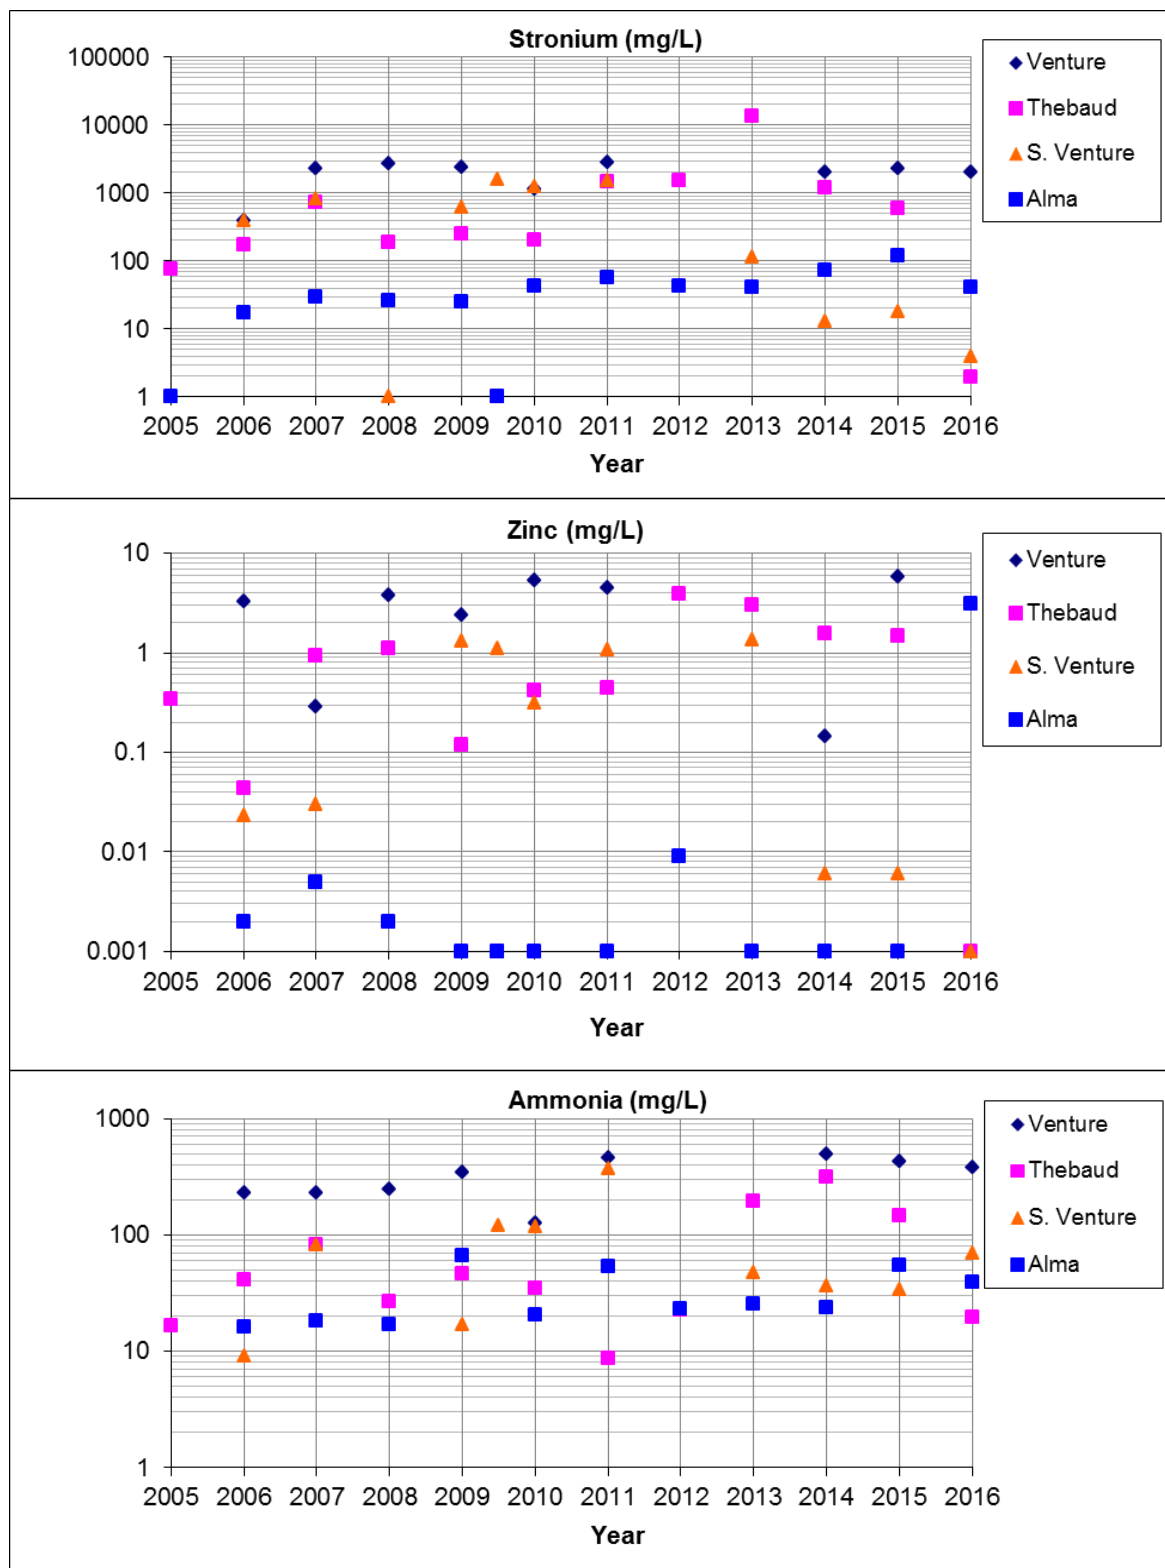 Stronium (mg/L)
100000
10000
1000
100
10
1
2005 2006 2007 2008 2009 2010 2011 2012 2013 2014 2015 2016
Year
Venture
Thebaud
S. Venture
Alma
Zinc (mg/L)
10
1
0.1
0.01
0.001
2005 2006 2007 2008 2009 2010 2011 2012 2013 2014 2015 2016
Year
Venture
Thebaud
S. Venture
Alma
Ammonia (mg/L)
1000
100
10
1
2005 2006 2007 2008 2009 2010 2011 2012 2013 2014 2015 2016
Year
Venture
Thebaud
S. Venture
Alma